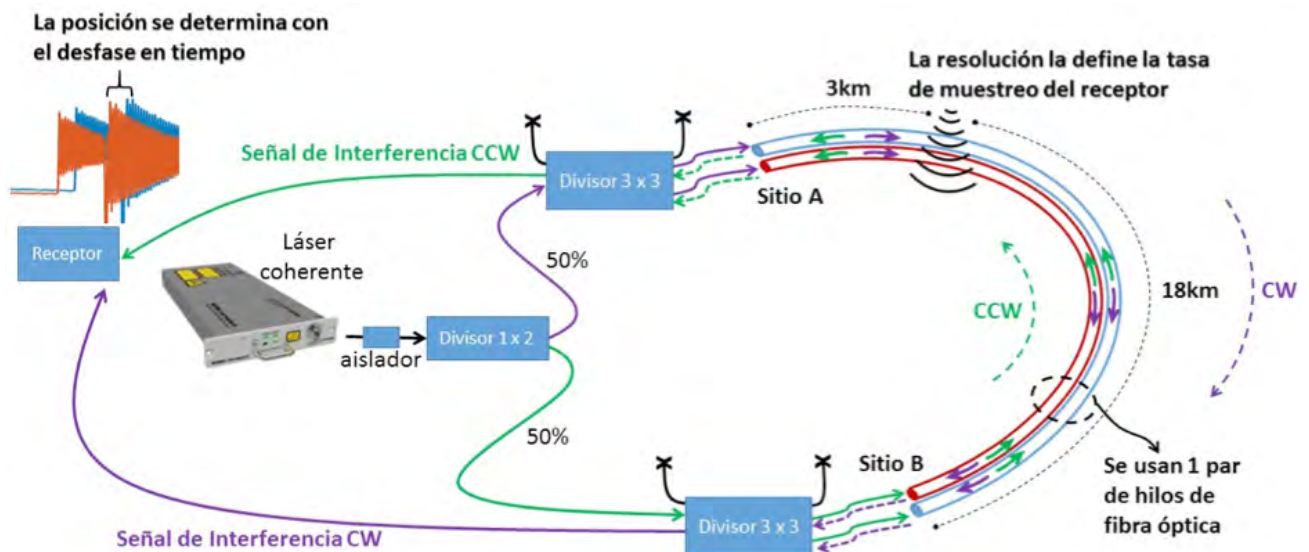 La posición se determina con
el desfase en tiempo
La resolución la define la tasa
de muestreo del receptor
3km
Señal de Interferencia CCW
Divisor 3 x 3
Sitio A
Receptor
Láser
coherente
50%
aislador
Divisor 1 x 2
CCW
18km
CW
50%
Sitio B
Se usan 1 par
de hilos de
fibra óptica
Divisor 3 x 3
Señal de Interferencia CW